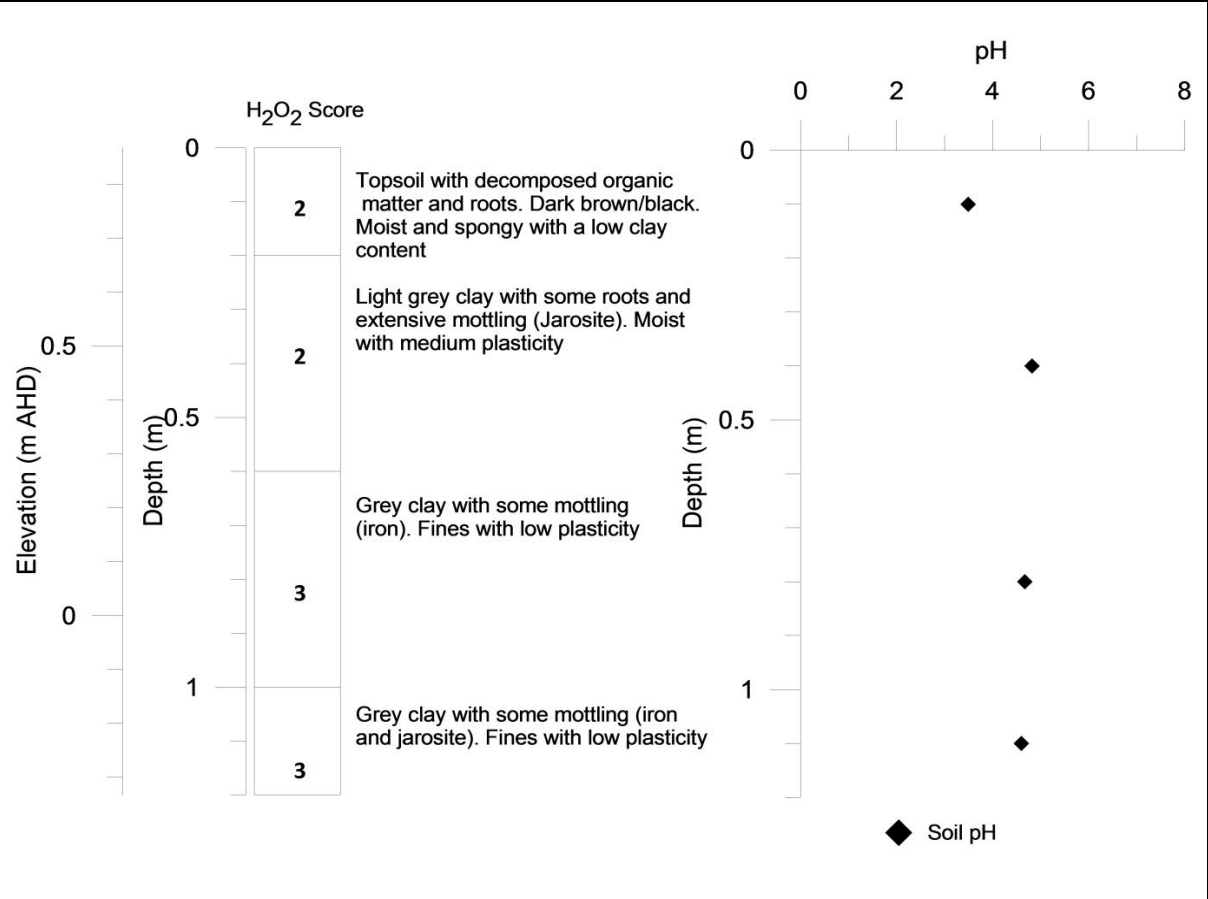 H2O2 Score
Elevation (m AHD)
0.5
0
Depth (m)
0
0.5
1
2
2
3
3
Topsoil with decomposed organic
matter and roots. Dark brown/black.
Moist and spongy with a low clay
content
Light grey clay with some roots and
extensive mottling (Jarosite). Moist
with medium plasticity
Grey clay with some mottling
(iron). Fines with low plasticity
Grey clay with some mottling (iron
and jarosite). Fines with low plasticity
pH
0 2 4 6 8
Depth (m)
0
0.5
1
Soil pH